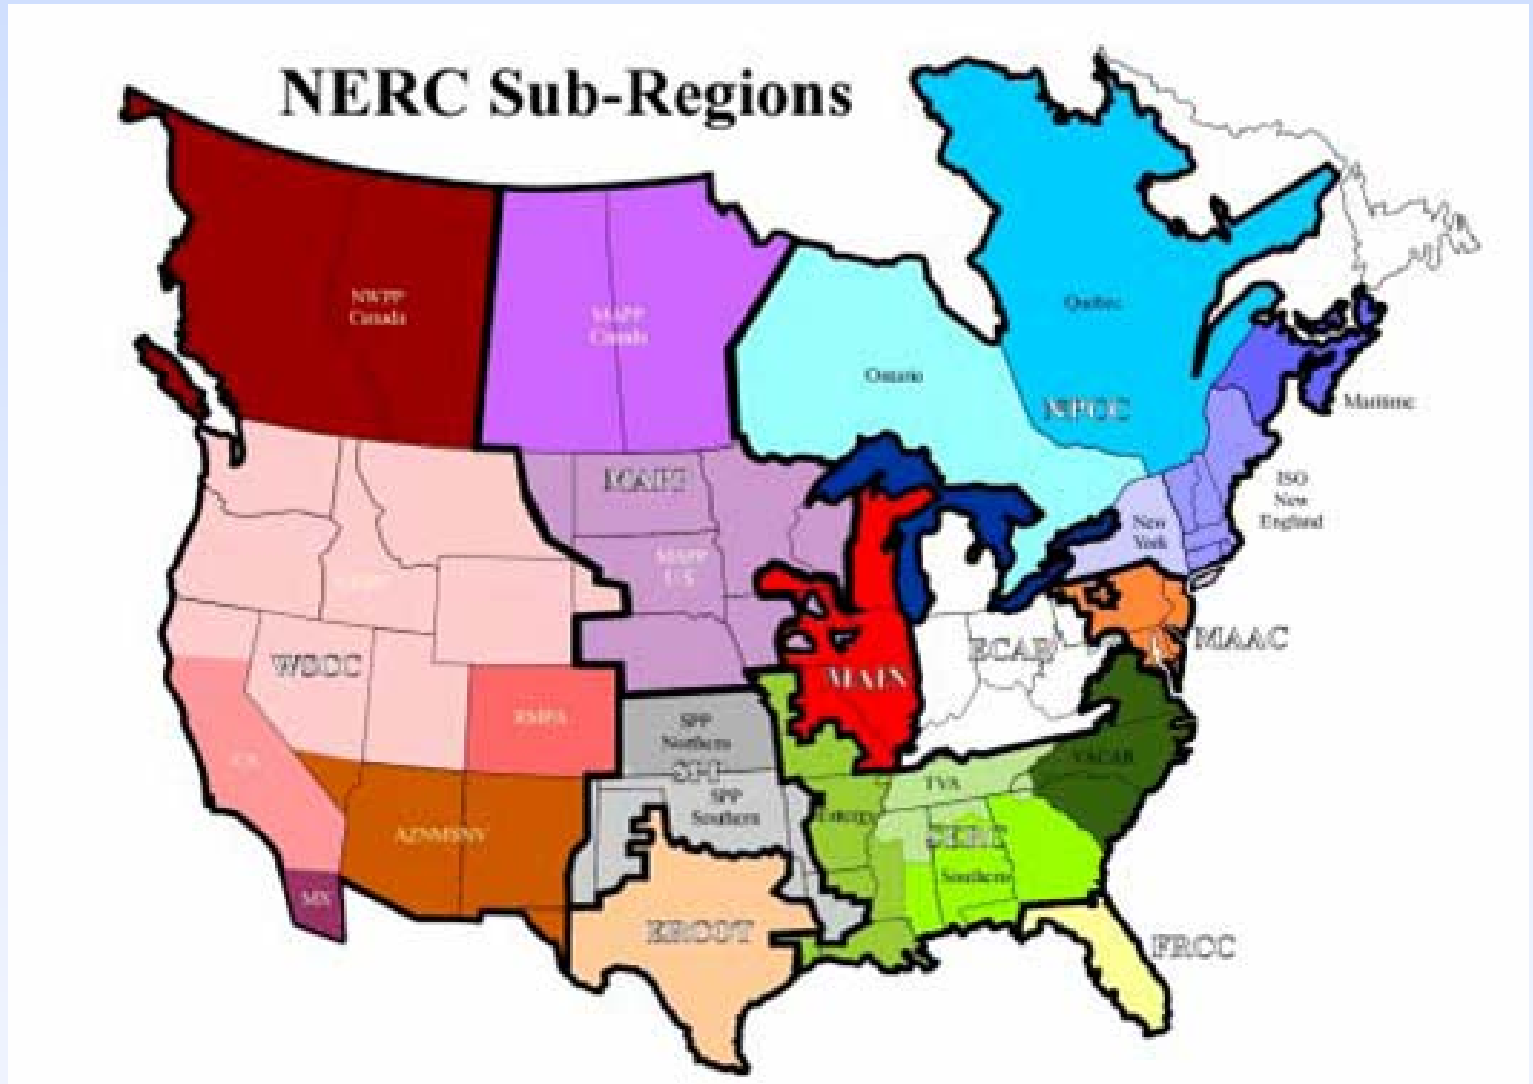 NERC Sub-Regions
NWPP
Canada
MAPP
Canada
Quebec
Ontario
NPCC
Maritime
MAPP
ISO
New
England
New
York
MAPP
US
WSCC
ECAR
MAAC
MAIN
RMPA
SPP
Northern
SPP
CA
VACAR
TVA
SPP
Southern
Entergy
AZNMSNV
SERC
Southern
MX
ERCOT
FRCC